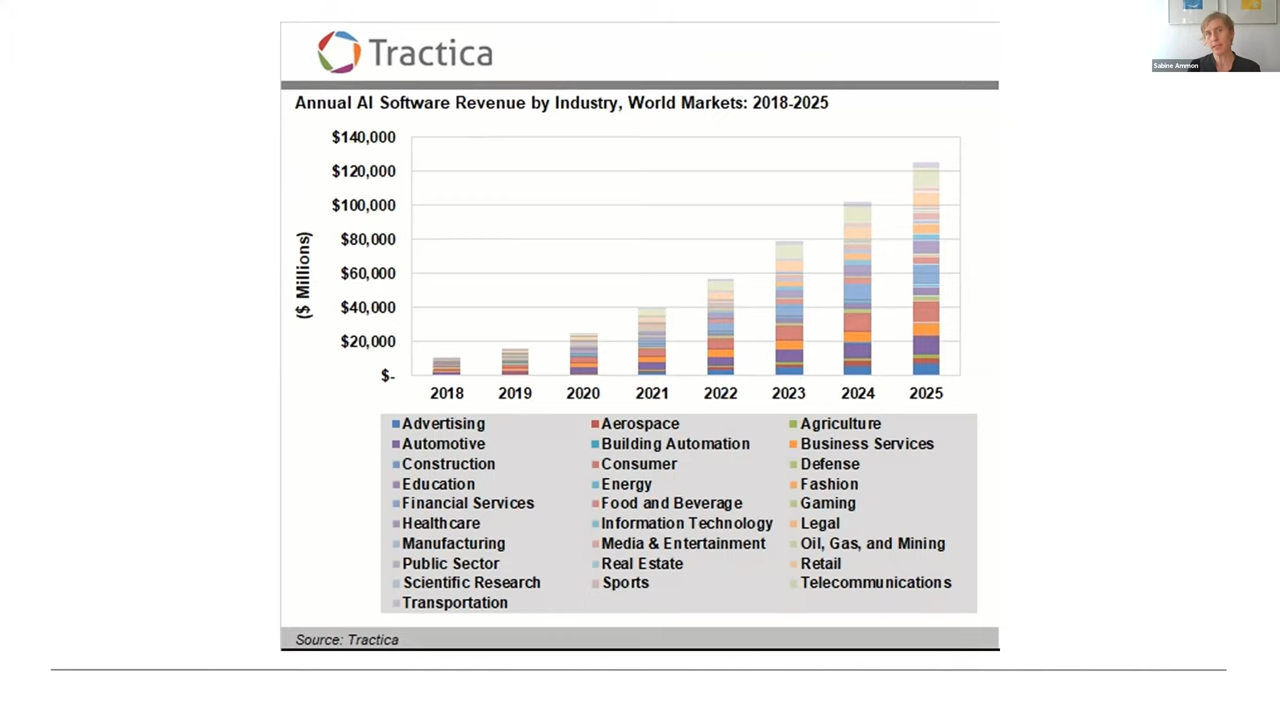 Sabine Ammon
Tractica
Annual AI Software Revenue by Industry, World Markets: 2018-2025
($ Millions)
$140,000
$120,000
$100,000
$80,000
$60,000
$40,000
$20,000
$-
2018 2019 2020 2021 2022 2023 2024 2025
Advertising Aerospace Agriculture
Automotive Building Automation Business Services
Construction Consumer Defense
Education Energy Fashion
Financial Services Food and Beverage Gaming
Healthcare Information Technology Legal
Manufacturing Media & Entertainment Oil, Gas, and Mining
Public Sector Real Estate Retail
Scientific Research Sports Telecommunications
Transportation
Source: Tractica